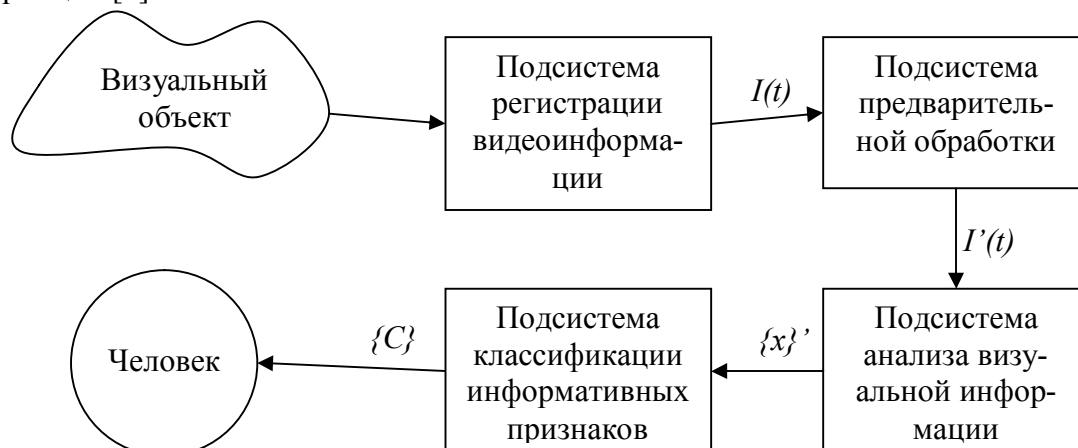 Визуальный
объект
Подсистема
регистрации
видеоинформа-
ции
I(t)
Подсистема
предваритель-
ной обработки
I’(t)
Подсистема
анализа визу-
альной инфор-
мации
{x}’
Подсистема
классификации
информативных
признаков
{C}
Человек